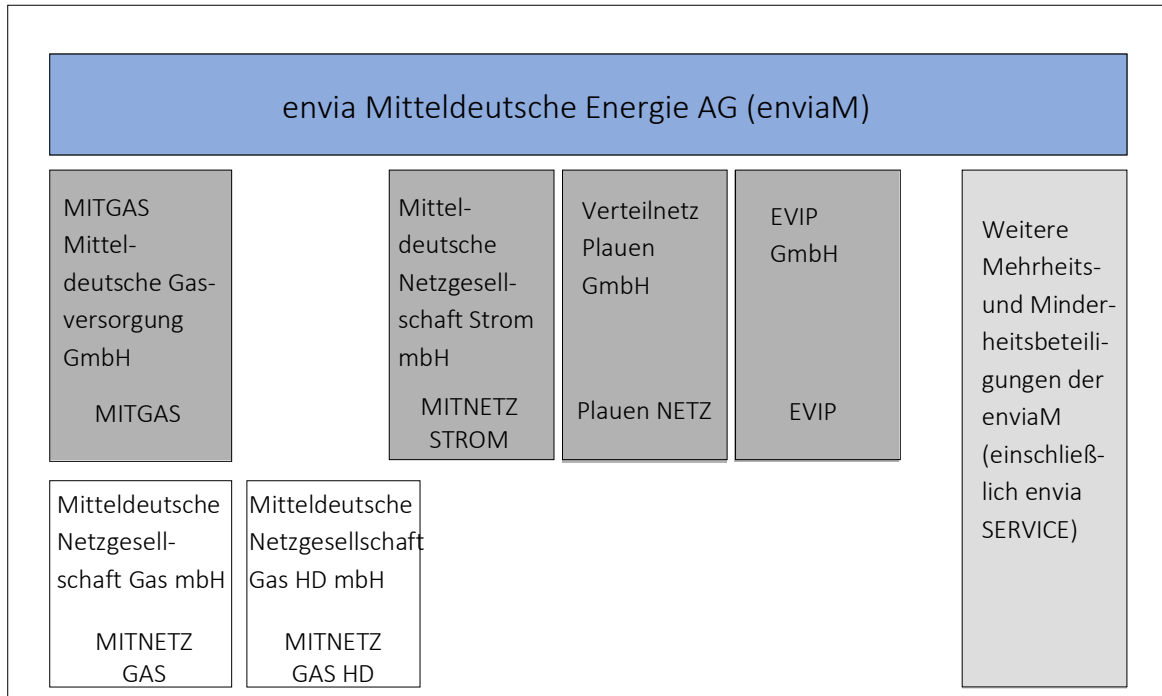 envia Mitteldeutsche Energie AG (enviaM)
MITGAS
Mittel-
deutsche Gas-
versorgung
GmbH
MITGAS
Mittel-
deutsche
Netzgesell-
schaft Strom
mbH
MITNETZ
STROM
Verteilnetz
Plauen
GmbH
Plauen NETZ
EVIP
GmbH
EVIP
Weitere
Mehrheits-
und Minder-
heitsbeteili-
gungen der
enviaM
(einschließ-
lich envia
SERVICE)
Mitteldeutsche
Netzgesell-
schaft Gas mbH
MITNETZ
GAS
Mitteldeutsche
Netzgesellschaft
Gas HD mbH
MITNETZ
GAS HD